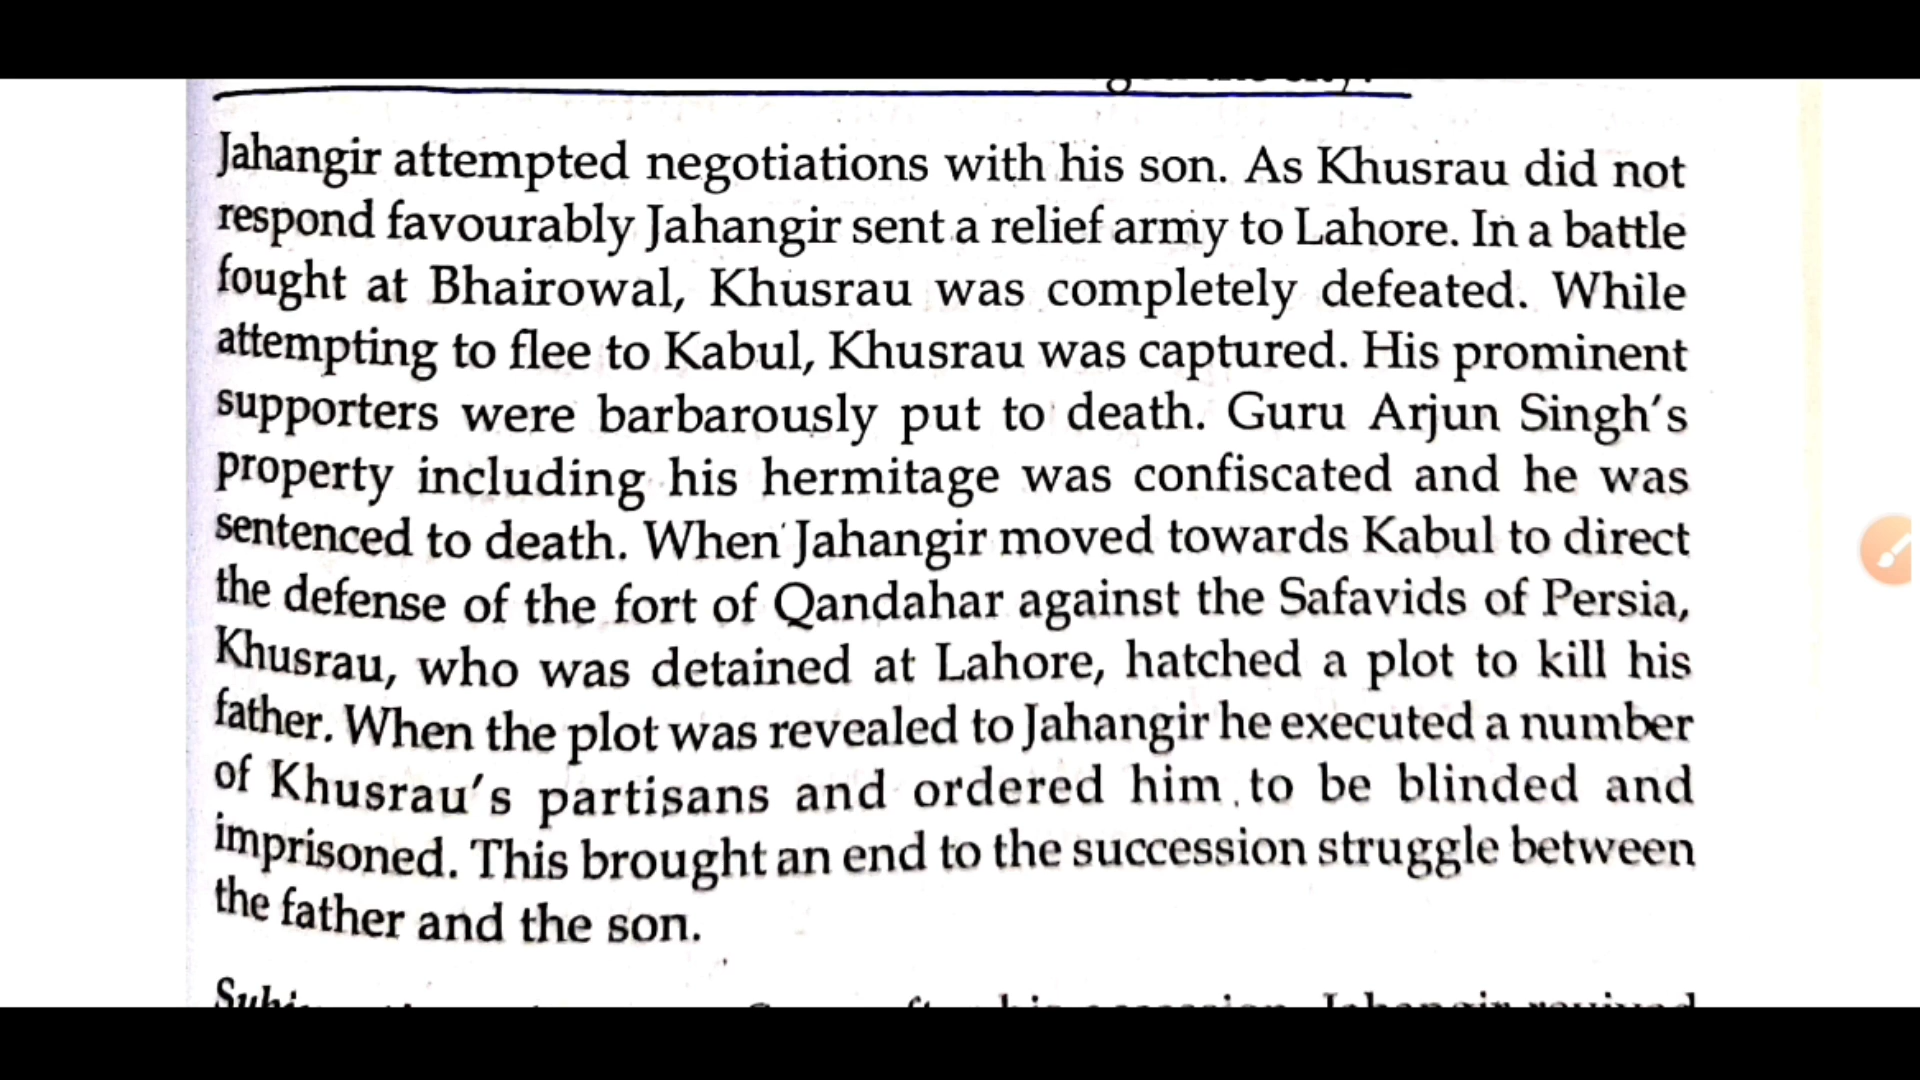 the city.
Jahangir attempted negotiations with his son. As Khusrau did not
respond favourably Jahangir sent a relief army to Lahore. In a battle
fought at Bhairowal, Khusrau was completely defeated. While
attempting to flee to Kabul, Khusrau was captured. His prominent
supporters were barbarously put to death. Guru Arjun Singh's
property including his hermitage was confiscated and he was
sentenced to death. When Jahangir moved towards Kabul to direct
the defense of the fort of Qandahar against the Safavids of Persia,
Khusrau, who was detained at Lahore, hatched a plot to kill his
father. When the plot was revealed to Jahangir he executed a number
of Khusrau's partisans and ordered him to be blinded and
imprisoned. This brought an end to the succession struggle between
the father and the son.
his accession, Jahangir revived